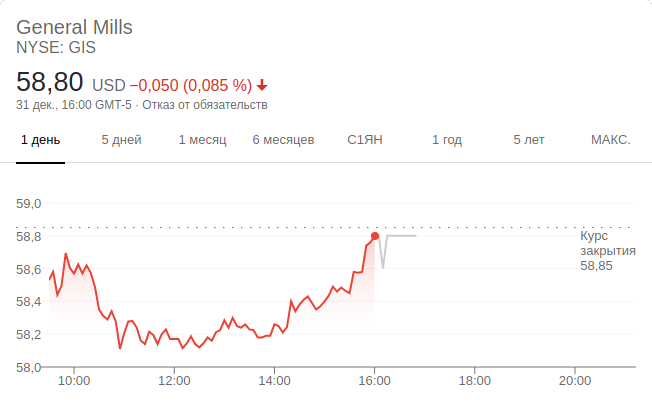 General Mills
NYSE: GIS
58,80 USD −0,050 (0,085 %)
31 дек., 16:00 GMT-5 · Отказ от обязательств
1 день 5 дней 1 месяц 6 месяцев С1ЯН 1 год 5 лет МАКС.
59,0
58,8
58,6
58,4
58,2
58,0
Курс
закрытия
58,85
10:00 12:00 14:00 16:00 18:00 20:00